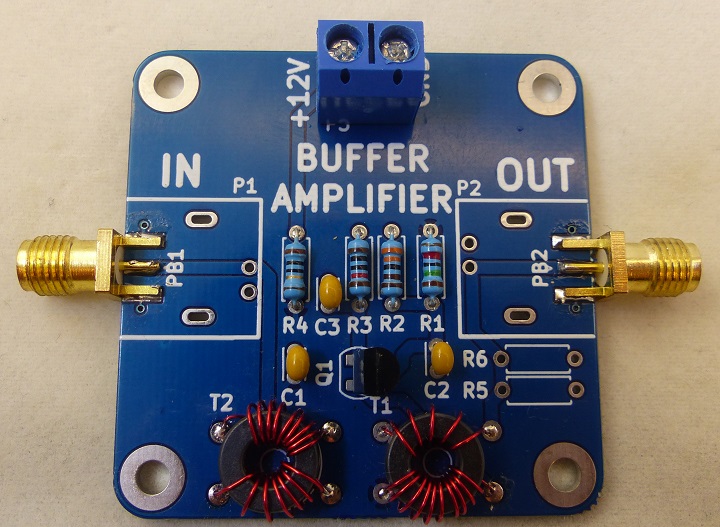 +12V
GND
P3
BUFFER
AMPLIFIER
IN
OUT
P1
P2
PB1
PB2
R4
C3
R3
R2
R1
C1
Q1
C2
T1
T2
R6
R5